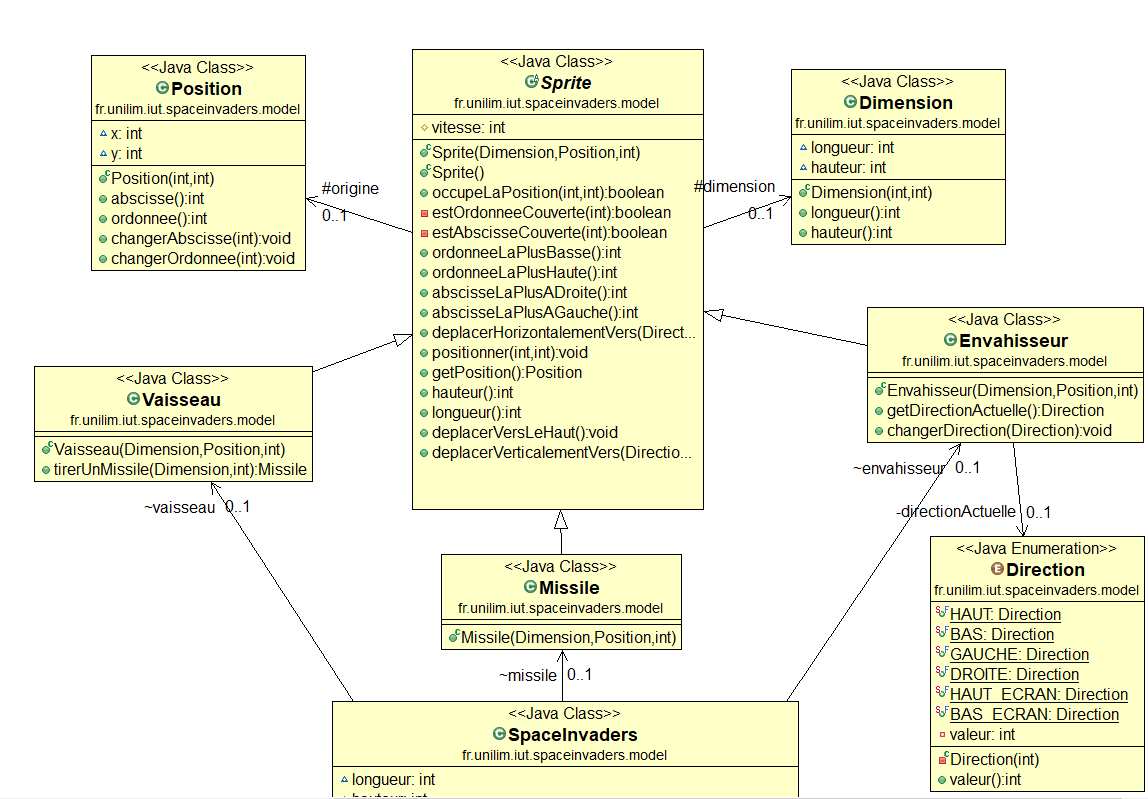 <<Java Class>>
Position
fr.unilim.iut.spaceinvaders.model
x: int
y: int
Position(int,int)
abscisse():int
ordonnee():int
changerAbscisse(int):void
changerOrdonnee(int):void
#origine
0..1
<<Java Class>>
Sprite
fr.unilim.iut.spaceinvaders.model
vitesse: int
Sprite(Dimension,Position,int)
Sprite()
occupeLaPosition(int,int):boolean
estOrdonneeCouverte(int):boolean
estAbscisseCouverte(int):boolean
ordonneeLaPlusBasse():int
ordonneeLaPlusHaute():int
abscisseLaPlusADroite():int
abscisseLaPlusAGauche():int
deplacerHorizontalementVers(Direct...
positionner(int,int):void
getPosition():Position
hauteur():int
longueur():int
deplacerVersLeHaut():void
deplacerVerticalementVers(Directio...
#dimension
0..1
<<Java Class>>
Dimension
fr.unilim.iut.spaceinvaders.model
longueur: int
hauteur: int
Dimension(int,int)
longueur():int
hauteur():int
<<Java Class>>
Vaisseau
fr.unilim.iut.spaceinvaders.model
Vaisseau(Dimension,Position,int)
tirerUnMissile(Dimension,int):Missile
~vaisseau 0..1
<<Java Class>>
Envahisseur
fr.unilim.iut.spaceinvaders.model
Envahisseur(Dimension,Position,int)
getDirectionActuelle():Direction
changerDirection(Direction):void
~envahisseur 0..1
-directionActuelle 0..1
<<Java Class>>
Missile
fr.unilim.iut.spaceinvaders.model
Missile(Dimension,Position,int)
~missile 0..1
<<Java Enumeration>>
Direction
fr.unilim.iut.spaceinvaders.model
HAUT: Direction
BAS: Direction
GAUCHE: Direction
DROITE: Direction
HAUT_ECRAN: Direction
BAS_ECRAN: Direction
valeur: int
Direction(int)
valeur():int
<<Java Class>>
SpaceInvaders
fr.unilim.iut.spaceinvaders.model
longueur: int